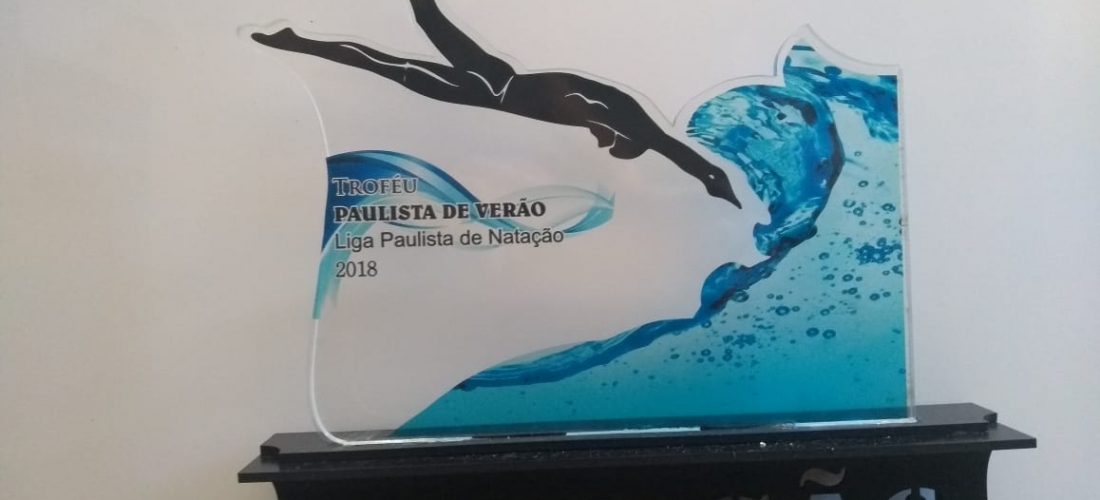 TROFÉU
PAULISTA DE VERÃO
Liga Paulista de Natação
2018